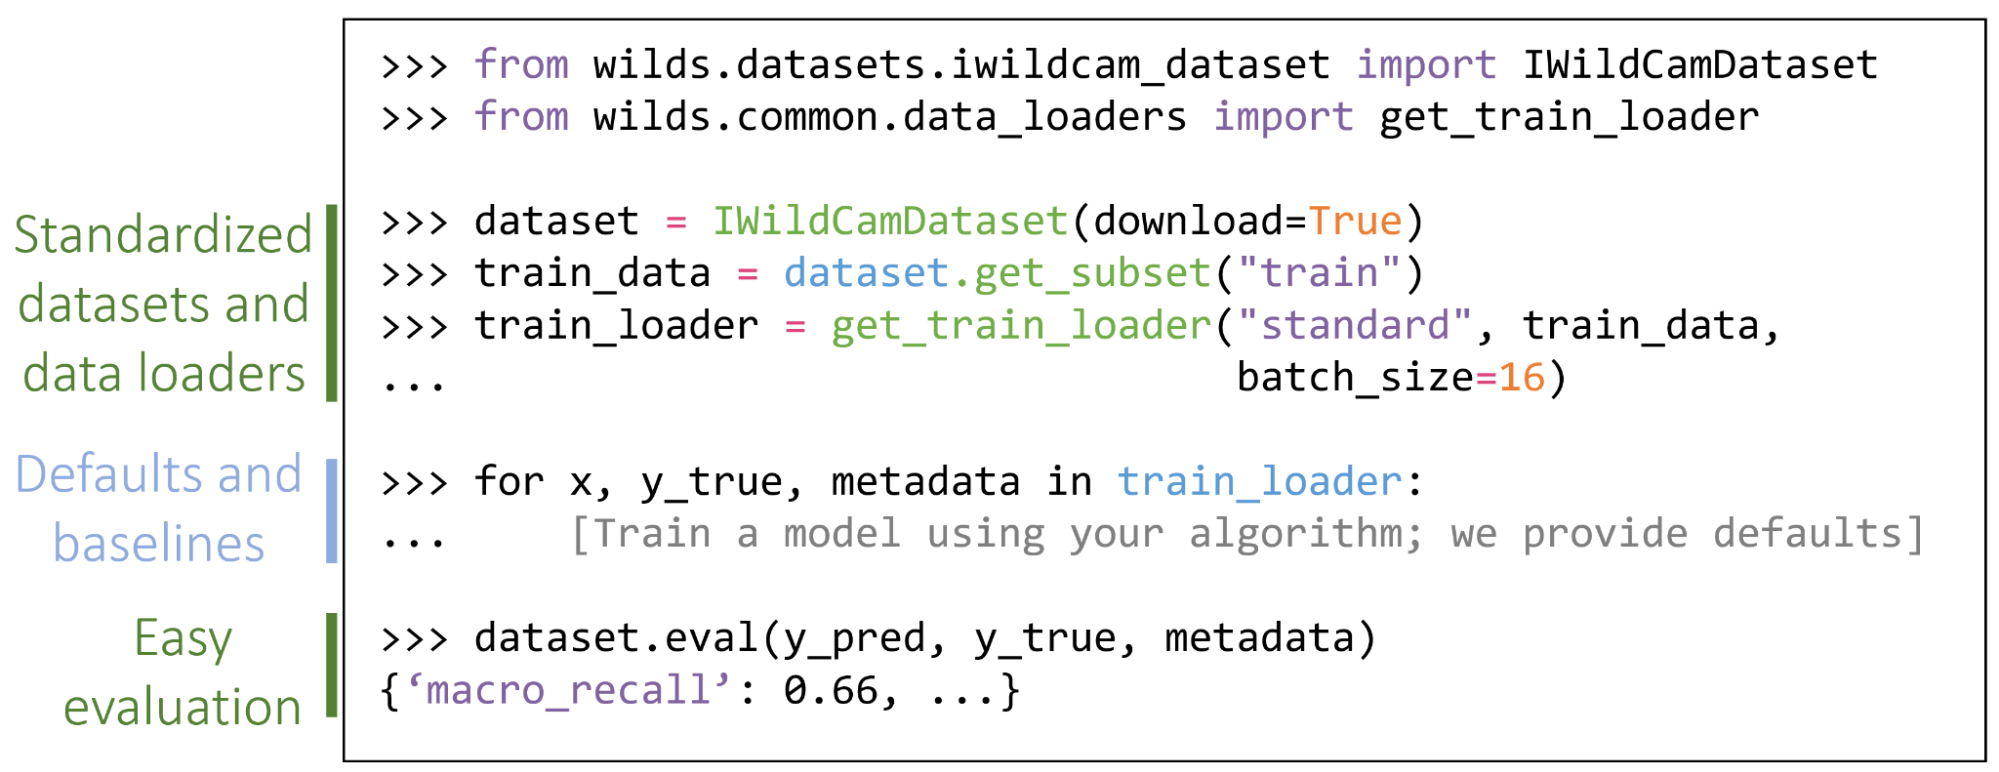 >>> from wilds.datasets.iwildcam_dataset import IWildCamDataset
>>> from wilds.common.data_loaders import get_train_loader
Standardized
datasets and
data loaders
>>> dataset = IWildCamDataset(download=True)
>>> train_data = dataset.get_subset("train")
>>> train_loader = get_train_loader("standard", train_data,
...                                 batch_size=16)
Defaults and
baselines
>>> for x, y_true, metadata in train_loader:
...     [Train a model using your algorithm; we provide defaults]
Easy
evaluation
>>> dataset.eval(y_pred, y_true, metadata)
{‘macro_recall’: 0.66, ...}